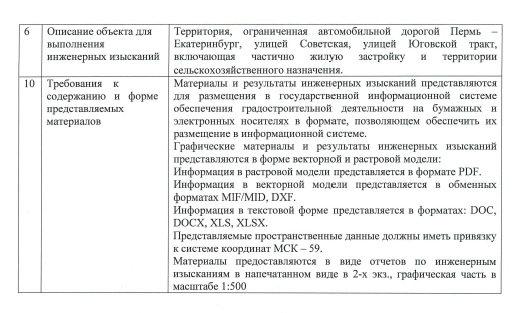 6 Описание объекта для выполнения инженерных изысканий
Территория, ограниченная автомобильной дорогой Пермь –
Екатеринбург, улицей Советская, улицей Юговской тракт,
включающая частично жилую застройку и территории
сельскохозяйственного назначения.
10 Требования к содержанию и форме представляемых материалов
Материалы и результаты инженерных изысканий представляются
для размещения в государственной информационной системе
обеспечения градостроительной деятельности на бумажных и
электронных носителях в формате, позволяющем обеспечить их
размещение в информационной системе.
Графические материалы и результаты инженерных изысканий
представляются в форме векторной и растровой модели:
Информация в растровой модели представляется в формате PDF.
Информация в векторной модели представляется в обменных
форматах MIF/MID, DXF.
Информация в текстовой форме представляется в форматах: DOC,
DOCX, XLS, XLSX.
Представляемые пространственные данные должны иметь привязку
к системе координат МСК – 59.
Материалы предоставляются в виде отчетов по инженерным
изысканиям в напечатанном виде в 2-х экз., графическая часть в
масштабе 1:500